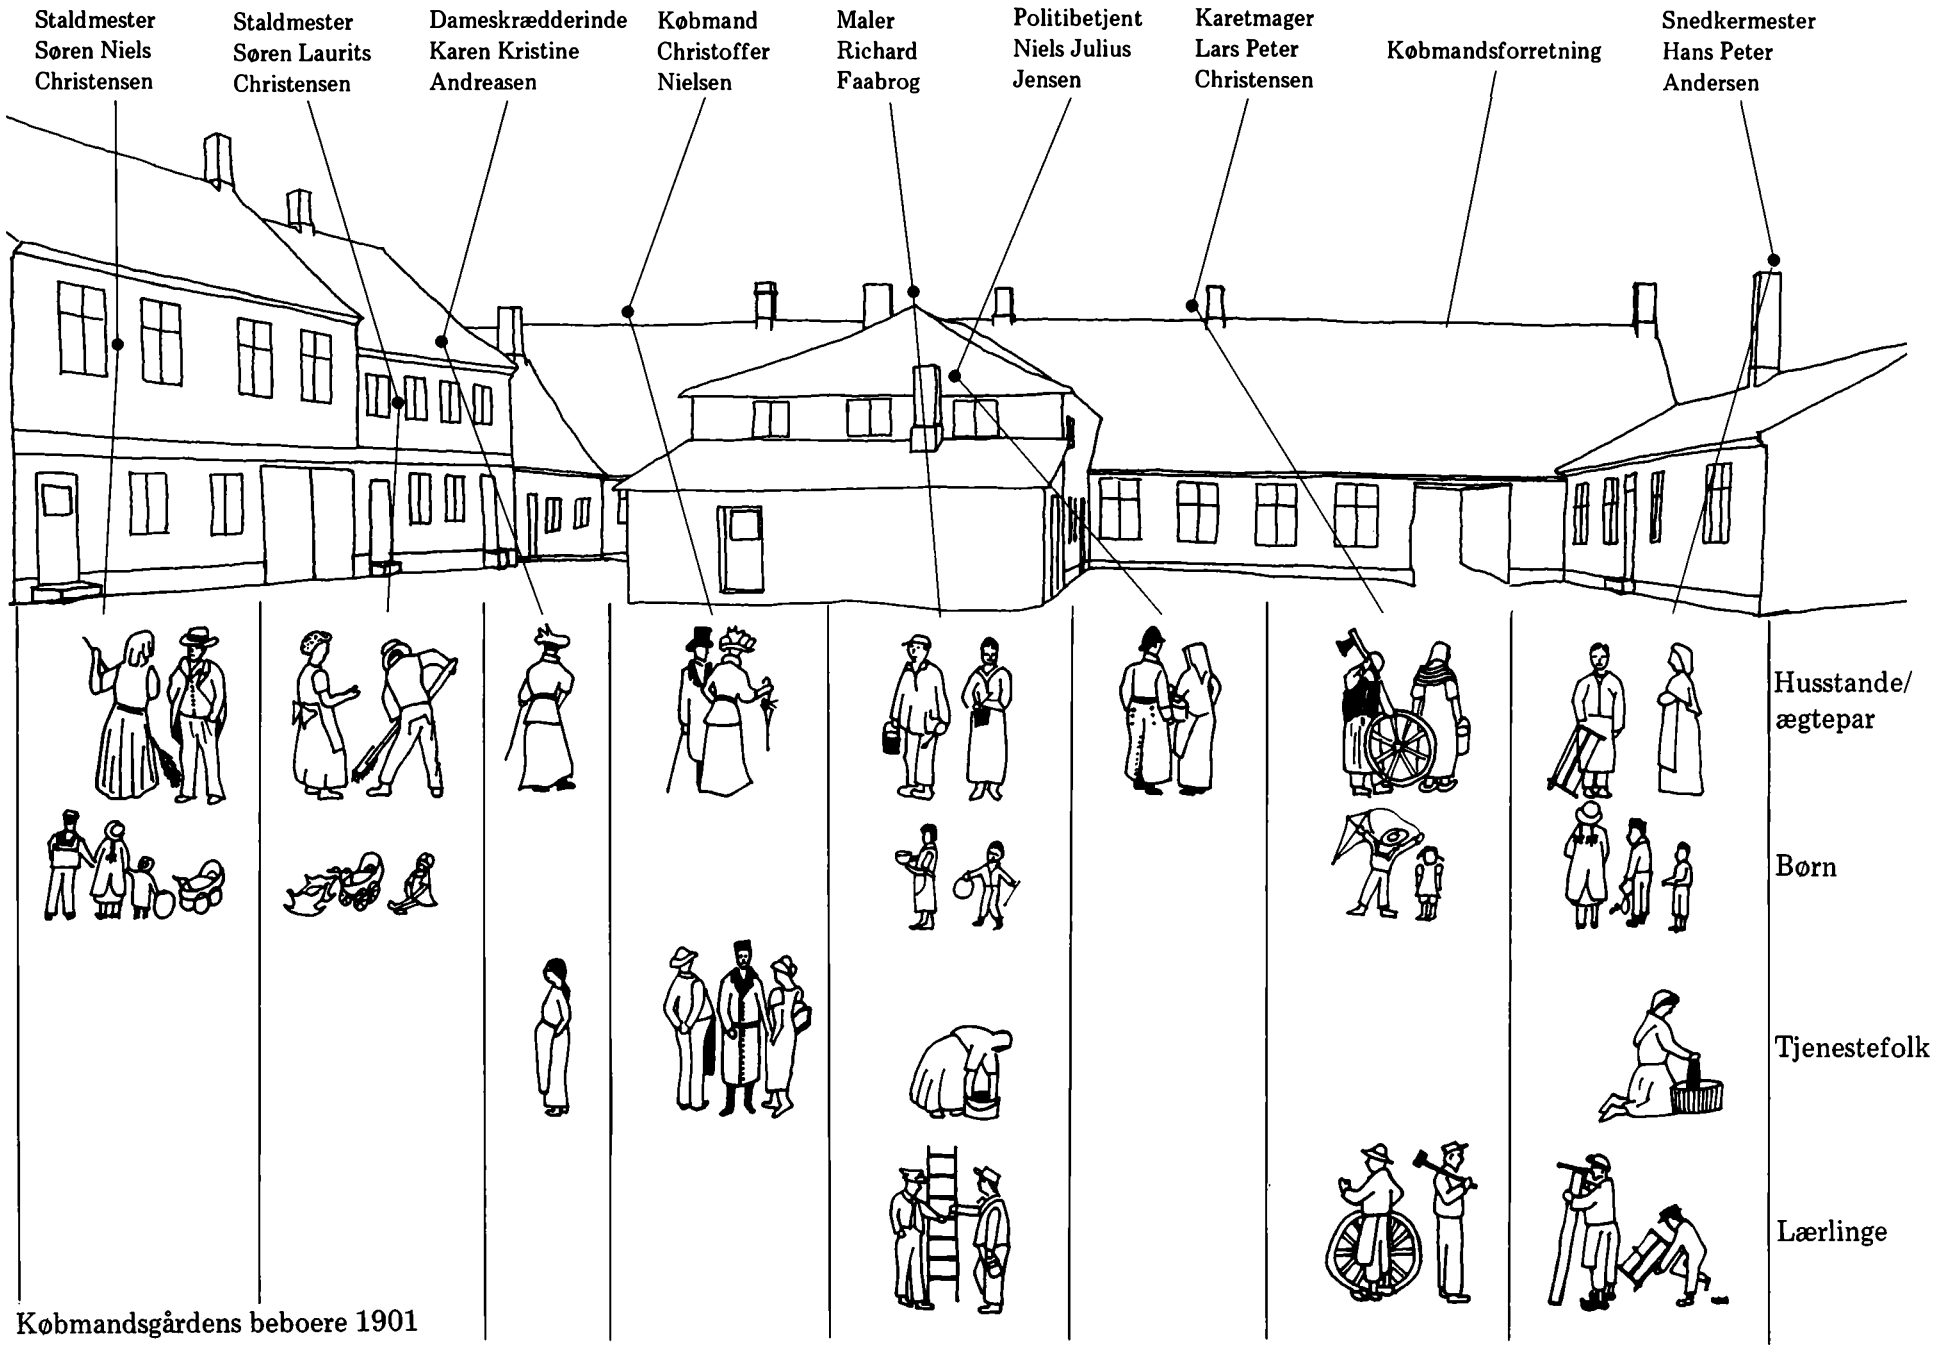 Staldmester
Søren Niels
Christensen
Staldmester
Søren Laurits
Christensen
Dameskrædderinde
Karen Kristine
Andreasen
Købmand
Christoffer
Nielsen
Maler
Richard
Faabrog
Politibetjent
Niels Julius
Jensen
Karetmager
Lars Peter
Christensen
Købmandsforretning
Snedkermester
Hans Peter
Andersen
Husstande/
ægtepar
Børn
Tjenestefolk
Lærlinge
Købmandsgårdens beboere 1901